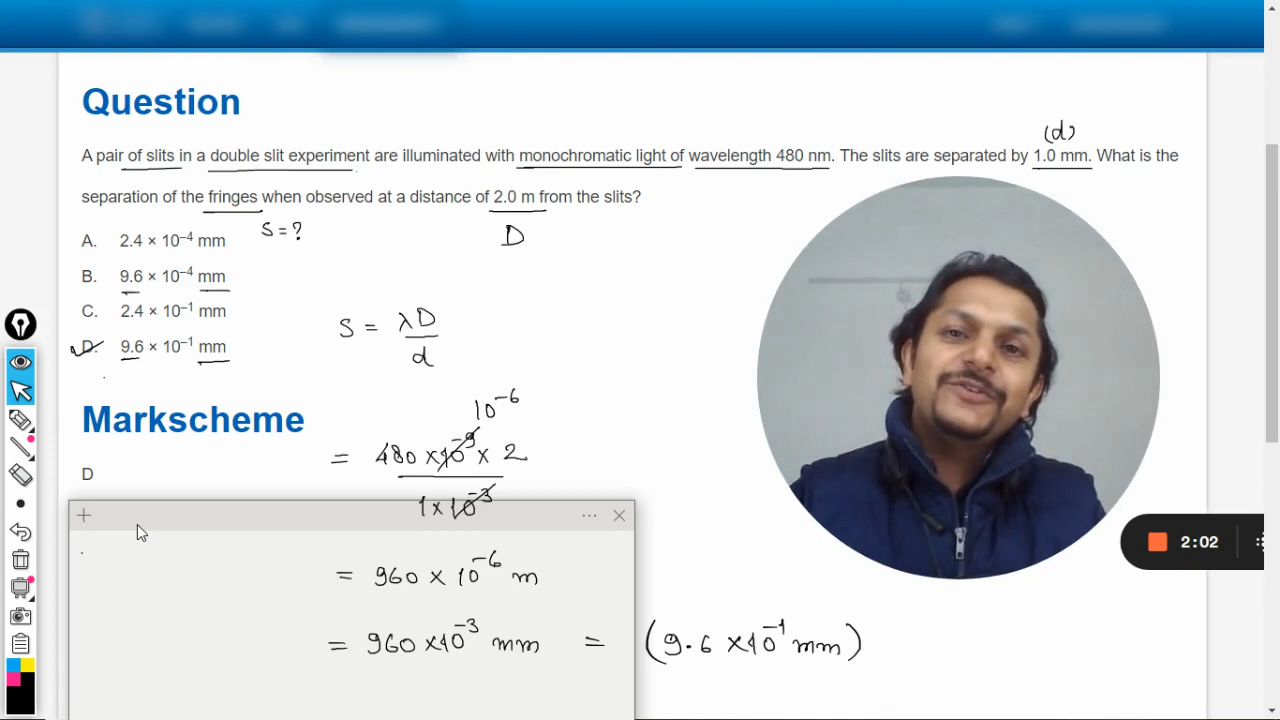 Question
(d)
A pair of slits in a double slit experiment are illuminated with monochromatic light of wavelength 480 nm. The slits are separated by 1.0 mm. What is the
separation of the fringes when observed at a distance of 2.0 m from the slits?
S = ?
D
A. 2.4 × 10⁻⁴ mm
B. 9.6 × 10⁻⁴ mm
C. 2.4 × 10⁻¹ mm
D. 9.6 × 10⁻¹ mm
S = λD / d
Markscheme
D
10⁻⁶
= 480 × 10⁻⁹ × 2
1 × 10⁻³
= 960 × 10⁻⁶ m
= 960 × 10⁻³ mm = (9.6 × 10⁻¹ mm)
2:02